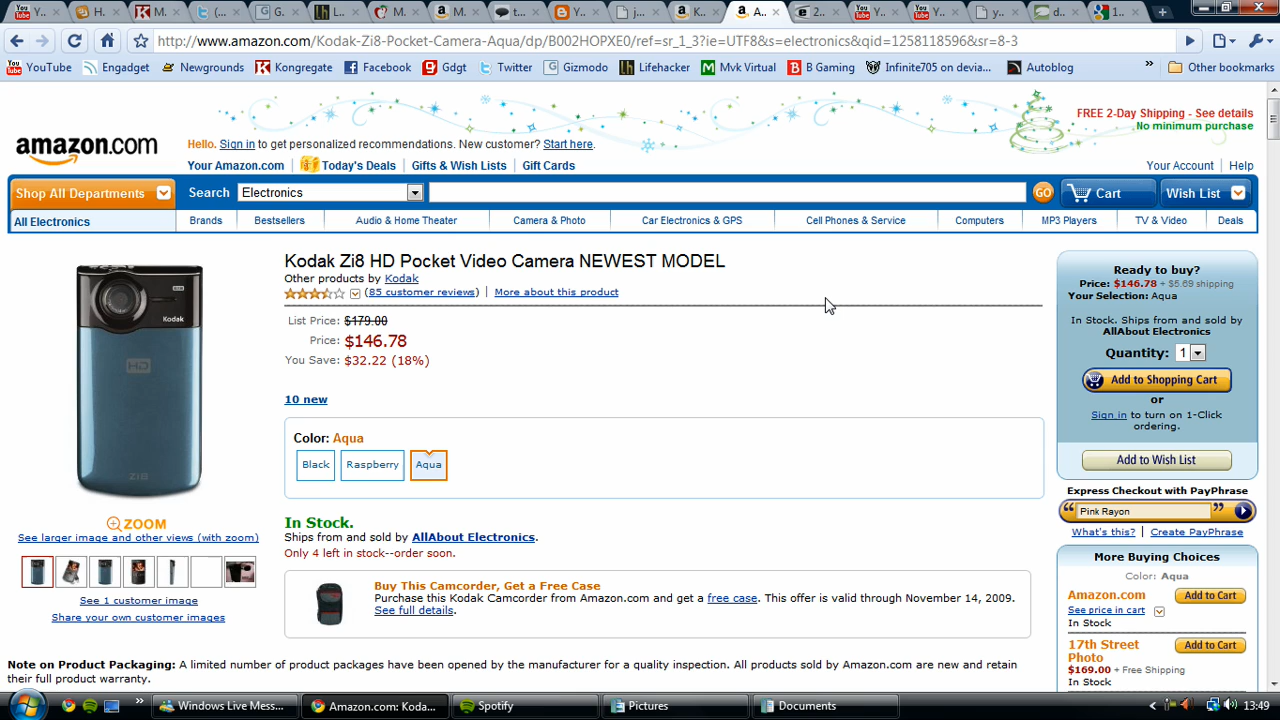 Y...
H...
K M...
(...
G...
L...
M...
M...
t...
Y...
j...
K...
A...
2...
Y...
Y...
y...
d...
1...
http://www.amazon.com/Kodak-Zi8-Pocket-Camera-Aqua/dp/B002HOPXE0/ref=sr_1_3?ie=UTF8&s=electronics&qid=1258118596&sr=8-3
YouTube Engadget Newgrounds Kongregate Facebook Gdgt Twitter Gizmodo Lifehacker Mvk Virtual B Gaming Infinite705 on devia... Autoblog » Other bookmarks
FREE 2-Day Shipping - See details
No minimum purchase
amazon.com
Hello. Sign in to get personalized recommendations. New customer? Start here.
Your Amazon.com Today's Deals Gifts & Wish Lists Gift Cards Your Account Help
Shop All Departments Search Electronics GO Cart Wish List
All Electronics Brands Bestsellers Audio & Home Theater Camera & Photo Car Electronics & GPS Cell Phones & Service Computers MP3 Players TV & Video Deals
Kodak Zi8 HD Pocket Video Camera NEWEST MODEL
Other products by Kodak
(85 customer reviews) | More about this product
List Price: $179.00
Price: $146.78
You Save: $32.22 (18%)
10 new
Color: Aqua
Black Raspberry Aqua
Kodak
HD
Zi8
In Stock.
Ships from and sold by AllAbout Electronics.
Only 4 left in stock--order soon.
ZOOM
See larger image and other views (with zoom)
See 1 customer image
Share your own customer images
Buy This Camcorder, Get a Free Case
Purchase this Kodak Camcorder from Amazon.com and get a free case. This offer is valid through November 14, 2009.
See full details.
Note on Product Packaging: A limited number of product packages have been opened by the manufacturer for a quality inspection. All products sold by Amazon.com are new and retain
their full product warranty.
Ready to buy?
Price: $146.78 + $5.69 shipping
Your Selection: Aqua
In Stock. Ships from and sold by
AllAbout Electronics
Quantity: 1
Add to Shopping Cart
or
Sign in to turn on 1-Click
ordering.
Add to Wish List
Express Checkout with PayPhrase
“ Pink Rayon ”
What's this? | Create PayPhrase
More Buying Choices
Color: Aqua
Amazon.com Add to Cart
See price in cart
In Stock
17th Street Add to Cart
Photo
$169.00 + Free Shipping
In Stock
» Windows Live Mess... Amazon.com: Koda... Spotify Pictures Documents 13:49